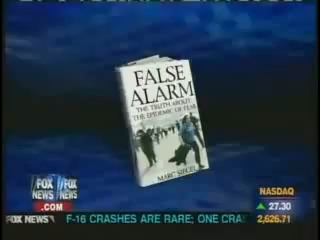 FALSE
ALARM
THE TRUTH ABOUT
THE EPIDEMIC OF FEAR
MARC SIEGEL
FOX
NEWS
.COM
FOX
NEWS
NASDAQ
27.30
FOX NEWS
F-16 CRASHES ARE RARE; ONE CRAS
2,626.71